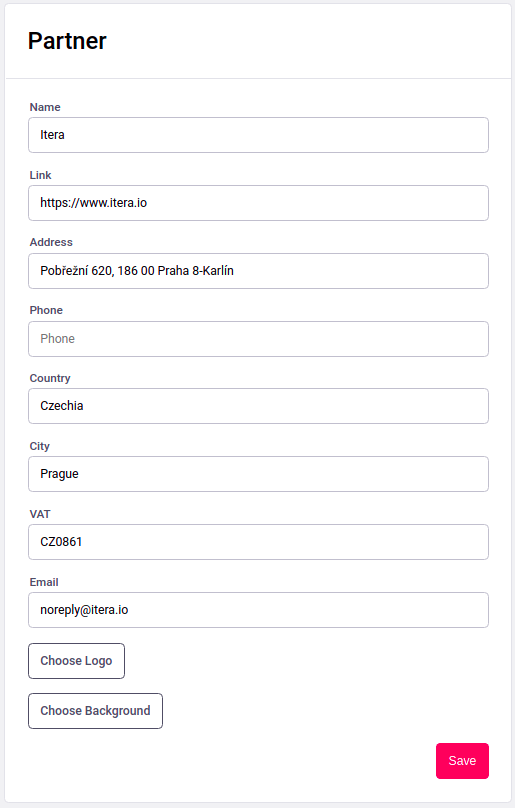 Partner
Name
Itera
Link
https://www.itera.io
Address
Pobřežní 620, 186 00 Praha 8-Karlín
Phone
Phone
Country
Czechia
City
Prague
VAT
CZ0861
Email
noreply@itera.io
Choose Logo
Choose Background
Save